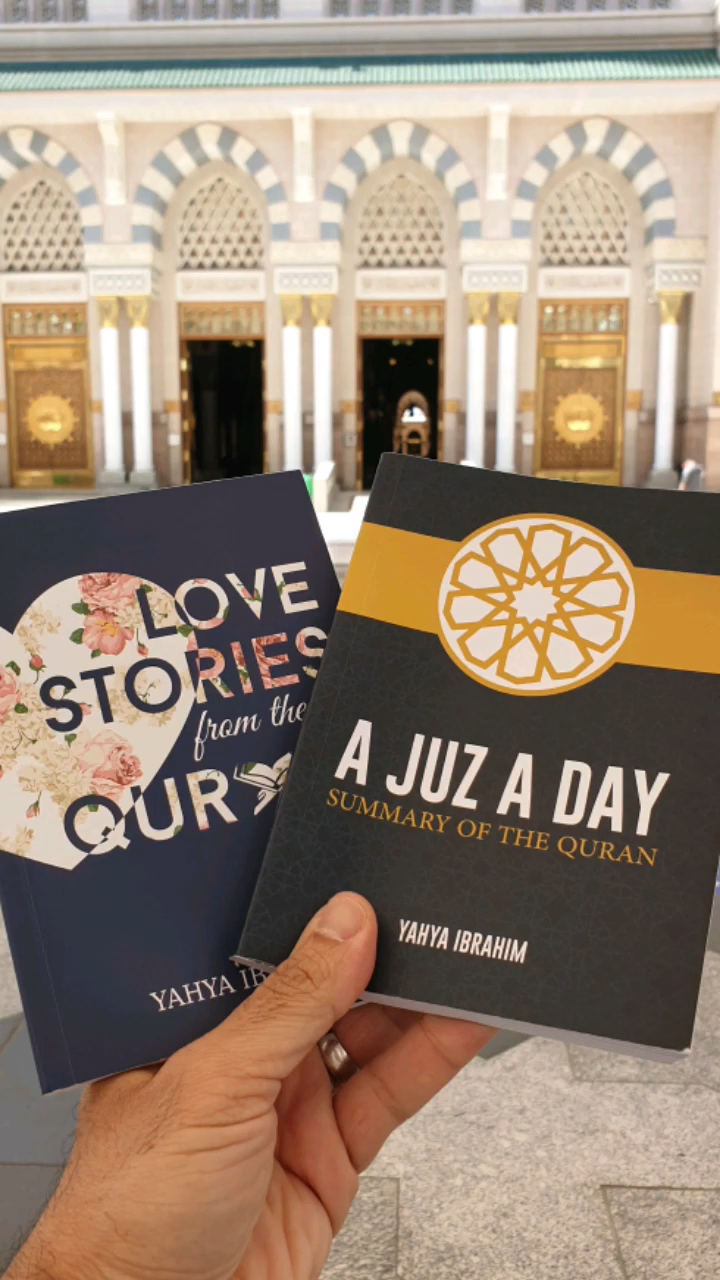 LOVE
STORIES
from the
QUR
YAHYA IB
A JUZ A DAY
SUMMARY OF THE QURAN
YAHYA IBRAHIM